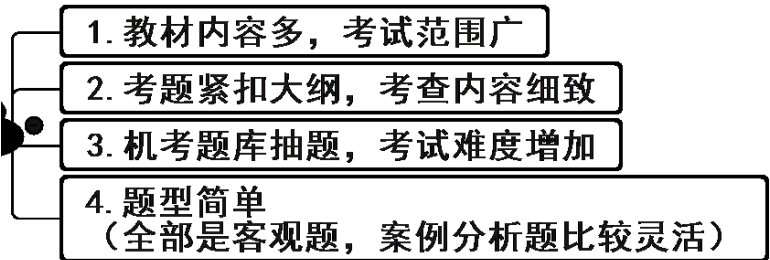 1.教材内容多，考试范围广
2.考题紧扣大纲，考查内容细致
3.机考题库抽题，考试难度增加
4.题型简单
（全部是客观题，案例分析题比较灵活）